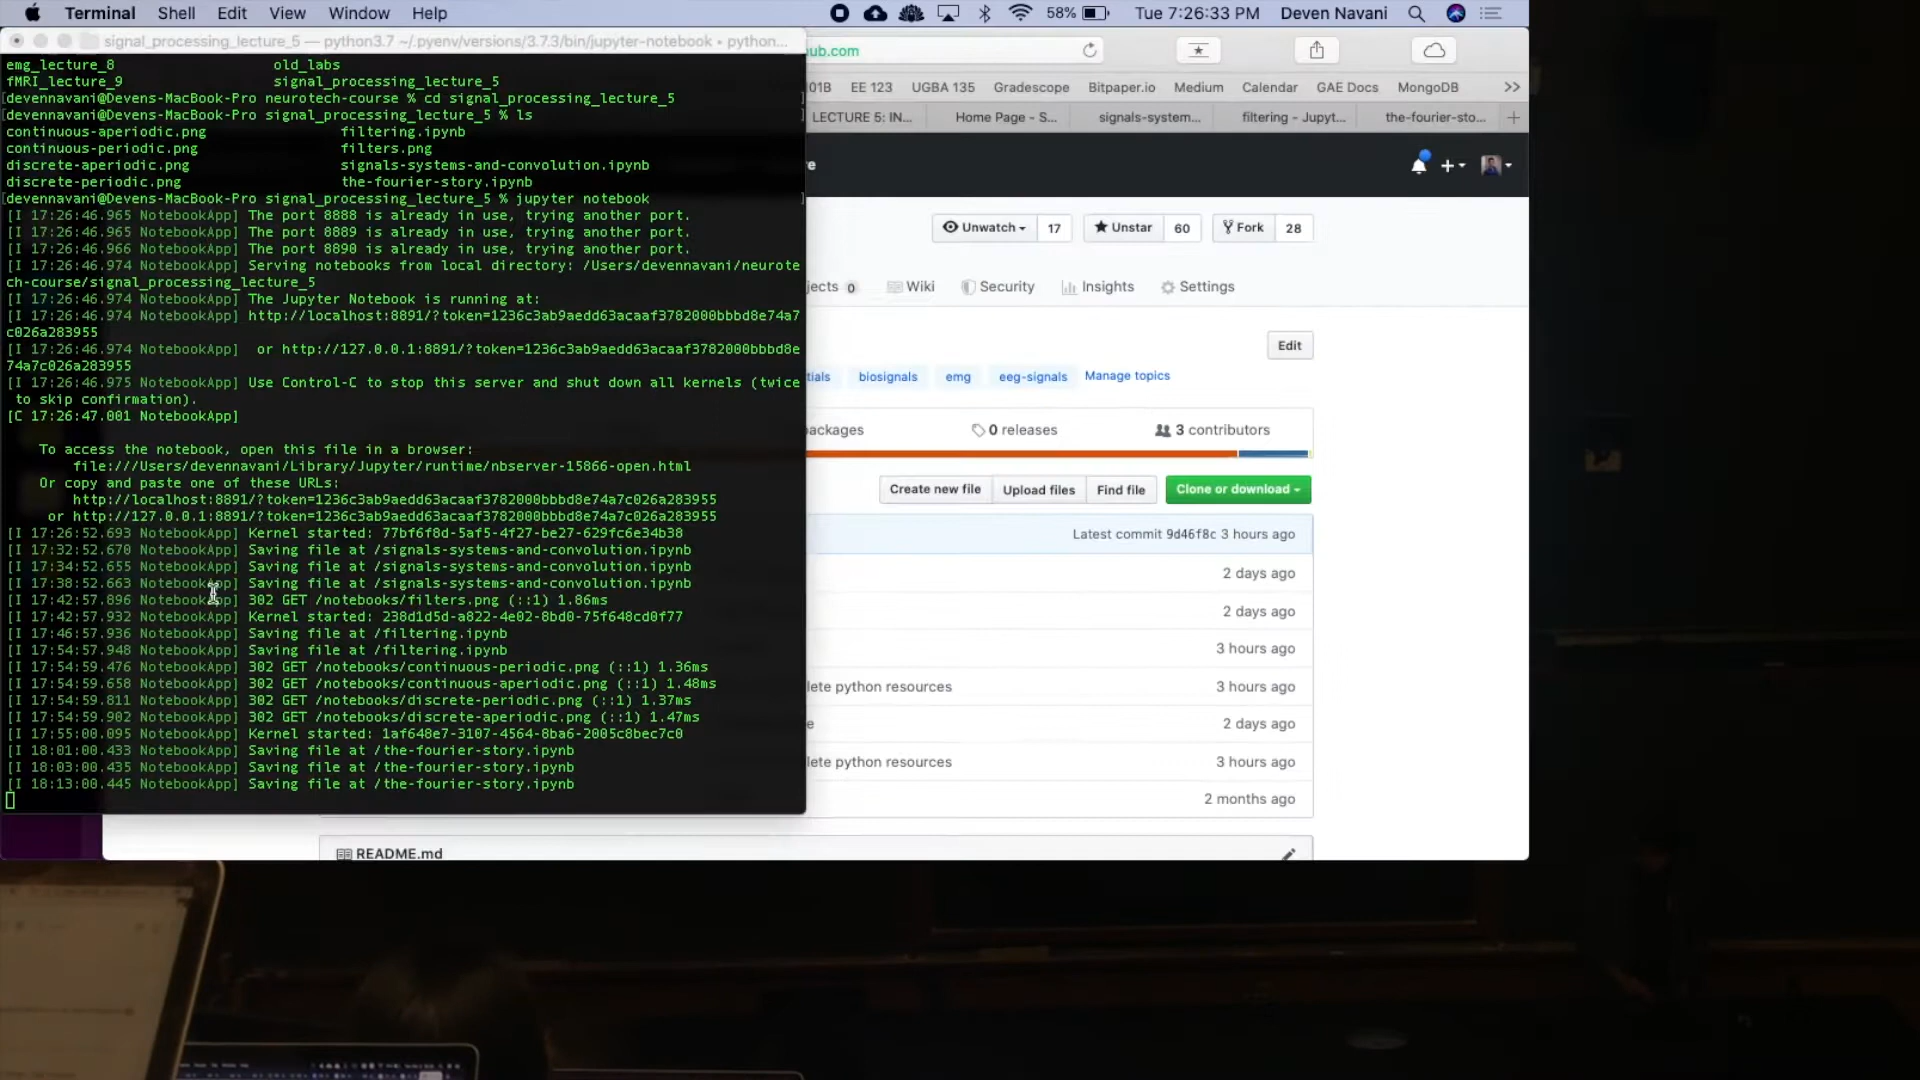 Terminal Shell Edit View Window Help 58% Tue 7:26:33 PM Deven Navani
signal_processing_lecture_5 — python3.7 ~/.pyenv/versions/3.7.3/bin/jupyter-notebook • python...
emg_lecture_8 old_labs
fMRI_lecture_9 signal_processing_lecture_5
[devennavani@Devens-MacBook-Pro neurotech-course % cd signal_processing_lecture_5 ]
[devennavani@Devens-MacBook-Pro signal_processing_lecture_5 % ls ]
continuous-aperiodic.png filtering.ipynb
continuous-periodic.png filters.png
discrete-aperiodic.png signals-systems-and-convolution.ipynb
discrete-periodic.png the-fourier-story.ipynb
[devennavani@Devens-MacBook-Pro signal_processing_lecture_5 % jupyter notebook ]
[I 17:26:46.965 NotebookApp] The port 8888 is already in use, trying another port.
[I 17:26:46.965 NotebookApp] The port 8889 is already in use, trying another port.
[I 17:26:46.966 NotebookApp] The port 8890 is already in use, trying another port.
[I 17:26:46.974 NotebookApp] Serving notebooks from local directory: /Users/devennavani/neurote
ch-course/signal_processing_lecture_5
[I 17:26:46.974 NotebookApp] The Jupyter Notebook is running at:
[I 17:26:46.974 NotebookApp] http://localhost:8891/?token=1236c3ab9aedd63acaaf3782000bbbd8e74a7
c026a283955
[I 17:26:46.974 NotebookApp]  or http://127.0.0.1:8891/?token=1236c3ab9aedd63acaaf3782000bbbd8e
74a7c026a283955
[I 17:26:46.975 NotebookApp] Use Control-C to stop this server and shut down all kernels (twice
 to skip confirmation).
[C 17:26:47.001 NotebookApp]
To access the notebook, open this file in a browser:
file:///Users/devennavani/Library/Jupyter/runtime/nbserver-15866-open.html
Or copy and paste one of these URLs:
http://localhost:8891/?token=1236c3ab9aedd63acaaf3782000bbbd8e74a7c026a283955
or http://127.0.0.1:8891/?token=1236c3ab9aedd63acaaf3782000bbbd8e74a7c026a283955
[I 17:26:52.693 NotebookApp] Kernel started: 77bf6f8d-5af5-4f27-be27-629fc6e34b38
[I 17:32:52.670 NotebookApp] Saving file at /signals-systems-and-convolution.ipynb
[I 17:34:52.655 NotebookApp] Saving file at /signals-systems-and-convolution.ipynb
[I 17:38:52.663 NotebookApp] Saving file at /signals-systems-and-convolution.ipynb
[I 17:42:57.896 NotebookApp] 302 GET /notebooks/filters.png (::1) 1.86ms
[I 17:42:57.932 NotebookApp] Kernel started: 238d1d5d-a822-4e02-8bd0-75f648cd0f77
[I 17:46:57.936 NotebookApp] Saving file at /filtering.ipynb
[I 17:54:57.948 NotebookApp] Saving file at /filtering.ipynb
[I 17:54:59.476 NotebookApp] 302 GET /notebooks/continuous-periodic.png (::1) 1.36ms
[I 17:54:59.658 NotebookApp] 302 GET /notebooks/continuous-aperiodic.png (::1) 1.48ms
[I 17:54:59.811 NotebookApp] 302 GET /notebooks/discrete-periodic.png (::1) 1.37ms
[I 17:54:59.902 NotebookApp] 302 GET /notebooks/discrete-aperiodic.png (::1) 1.47ms
[I 17:55:00.095 NotebookApp] Kernel started: 1af648e7-3107-4564-8ba6-2005c8bec7c0
[I 18:01:00.433 NotebookApp] Saving file at /the-fourier-story.ipynb
[I 18:03:00.435 NotebookApp] Saving file at /the-fourier-story.ipynb
[I 18:13:00.445 NotebookApp] Saving file at /the-fourier-story.ipynb
ub.com
01B EE 123 UGBA 135 Gradescope Bitpaper.io Medium Calendar GAE Docs MongoDB >>
LECTURE 5: IN... Home Page - S... signals-system... filtering - Jupyt... the-fourier-sto... +
e
Unwatch 17 Unstar 60 Fork 28
jects 0 Wiki Security Insights Settings
Edit
tials biosignals emg eeg-signals Manage topics
packages 0 releases 3 contributors
Create new file Upload files Find file Clone or download
Latest commit 9d46f8c 3 hours ago
2 days ago
2 days ago
3 hours ago
lete python resources 3 hours ago
e 2 days ago
lete python resources 3 hours ago
2 months ago
README.md